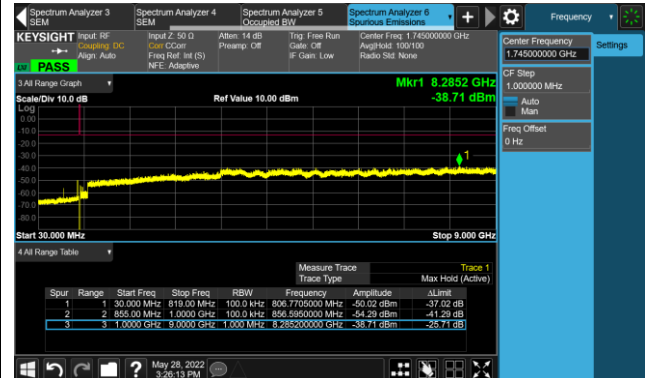 Spectrum Analyzer 3
SEM
Spectrum Analyzer 4
SEM
Spectrum Analyzer 5
Occupied BW
Spectrum Analyzer 6
Spurious Emissions
Frequency
KEYSIGHT
Input: RF
Coupling: DC
Align: Auto
Input Z: 50 Ω
Corr CCorr
Freq Ref: Int (S)
NFE: Adaptive
Atten: 14 dB
Preamp: Off
Trig: Free Run
Gate: Off
IF Gain: Low
Center Freq: 1.745000000 GHz
Avg|Hold: 100/100
Radio Std: None
PASS
Center Frequency
1.745000000 GHz
Settings
CF Step
1.000000 MHz
Auto
Man
Freq Offset
0 Hz
3 All Range Graph
Mkr1 8.2852 GHz
-38.71 dBm
Scale/Div 10.0 dB
Ref Value 10.00 dBm
Log
0.00
-10.0
-20.0
-30.0
-40.0
-50.0
-60.0
-70.0
-80.0
1
Start 30.000 MHz
Stop 9.000 GHz
4 All Range Table
Measure Trace Trace 1
Trace Type Max Hold (Active)
Spur Range Start Freq Stop Freq RBW Frequency Amplitude ΔLimit
1 1 30.000 MHz 819.00 MHz 100.0 kHz 806.7705000 MHz -50.02 dBm -37.02 dB
2 2 855.00 MHz 1.0000 GHz 100.0 kHz 856.5950000 MHz -54.29 dBm -41.29 dB
3 3 1.0000 GHz 9.0000 GHz 1.000 MHz 8.285200000 GHz -38.71 dBm -25.71 dB
?
May 28, 2022
3:26:13 PM